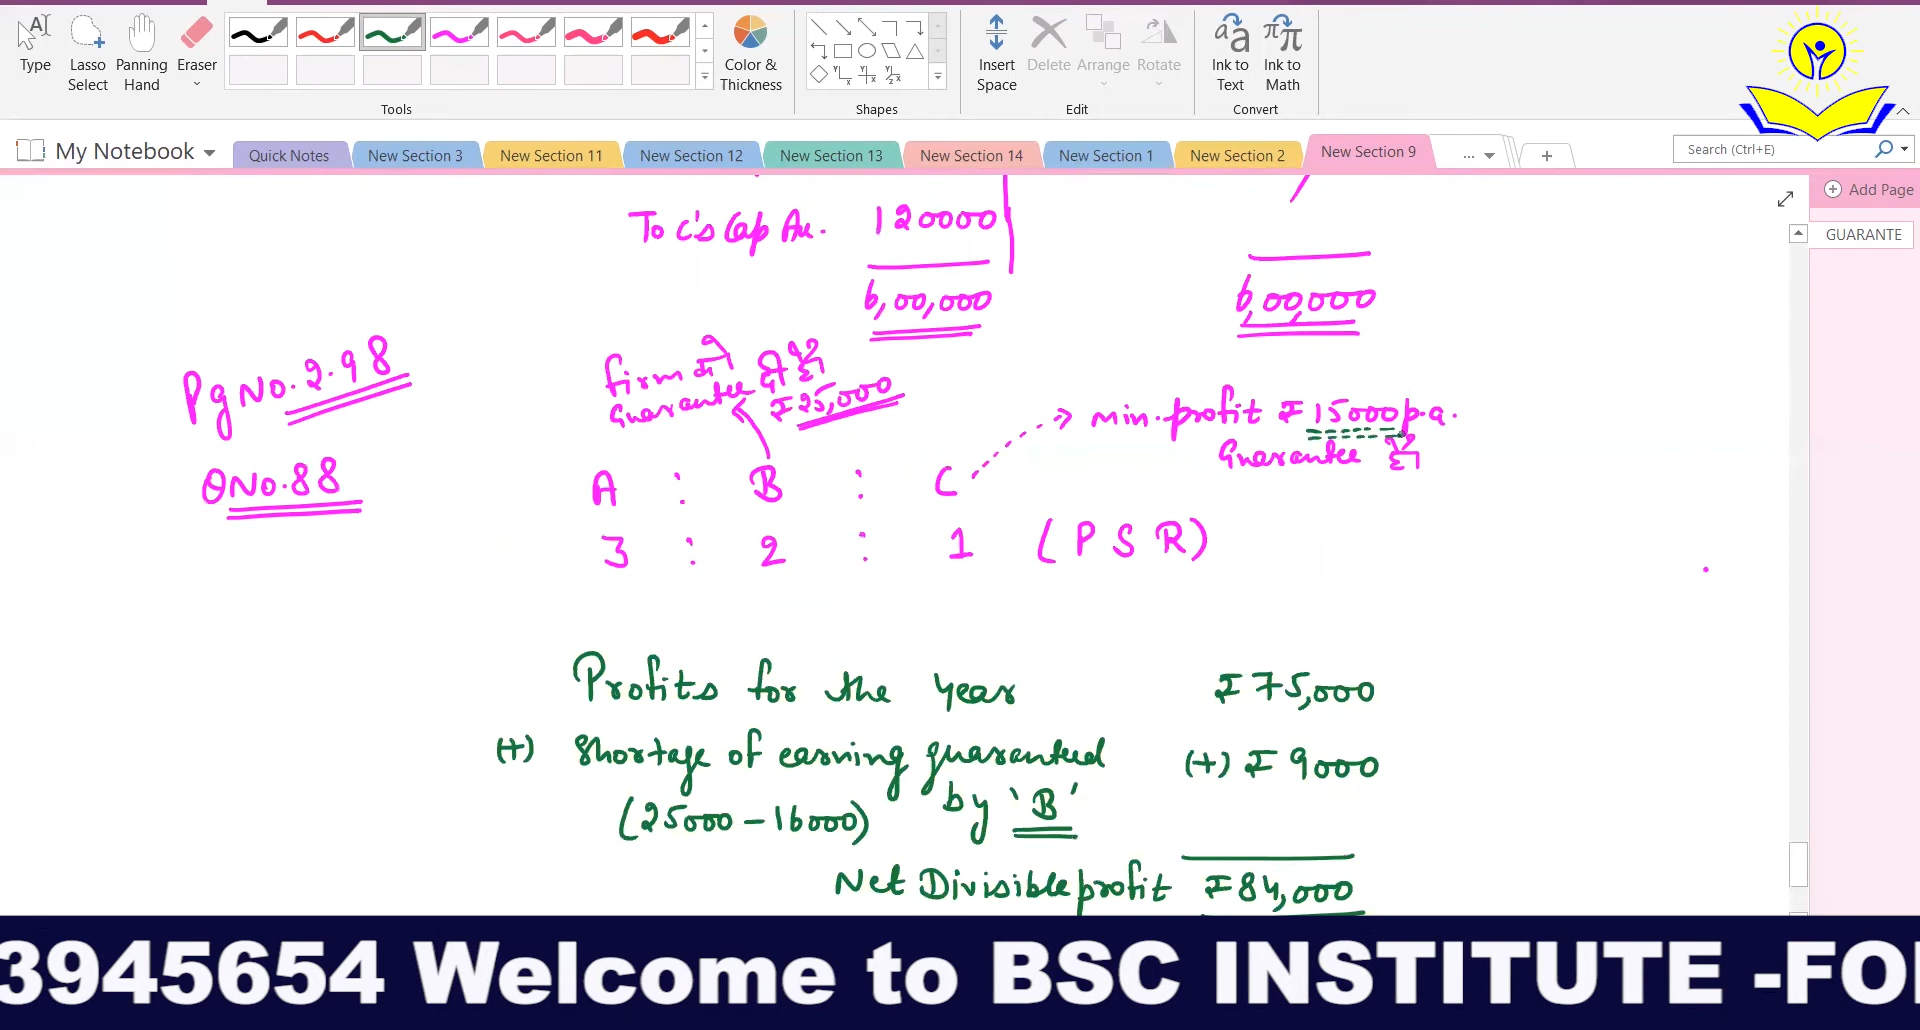 Type
Lasso Select
Panning Hand
Eraser
Color & Thickness
Insert Space
Delete
Arrange
Rotate
Ink to Text
Ink to Math
Tools
Shapes
Edit
Convert
My Notebook
Quick Notes
New Section 3
New Section 11
New Section 12
New Section 13
New Section 14
New Section 1
New Section 2
New Section 9
...
Search (Ctrl+E)
Add Page
GUARANTE
To C's Cap Ac. 120000
6,00,000 6,00,000
Pg No. 2.98
Q No. 88
firm को
Guarantee दी है
₹25,000
min. profit ₹15000 p.a.
Guarantee है
A : B : C
3 : 2 : 1 (PSR)
Profits for the year ₹75,000
(+) Shortage of earning guaranteed (+) ₹9000
by 'B'
(25000 - 16000)
Net Divisible profit ₹84,000
3945654 Welcome to BSC INSTITUTE -FO